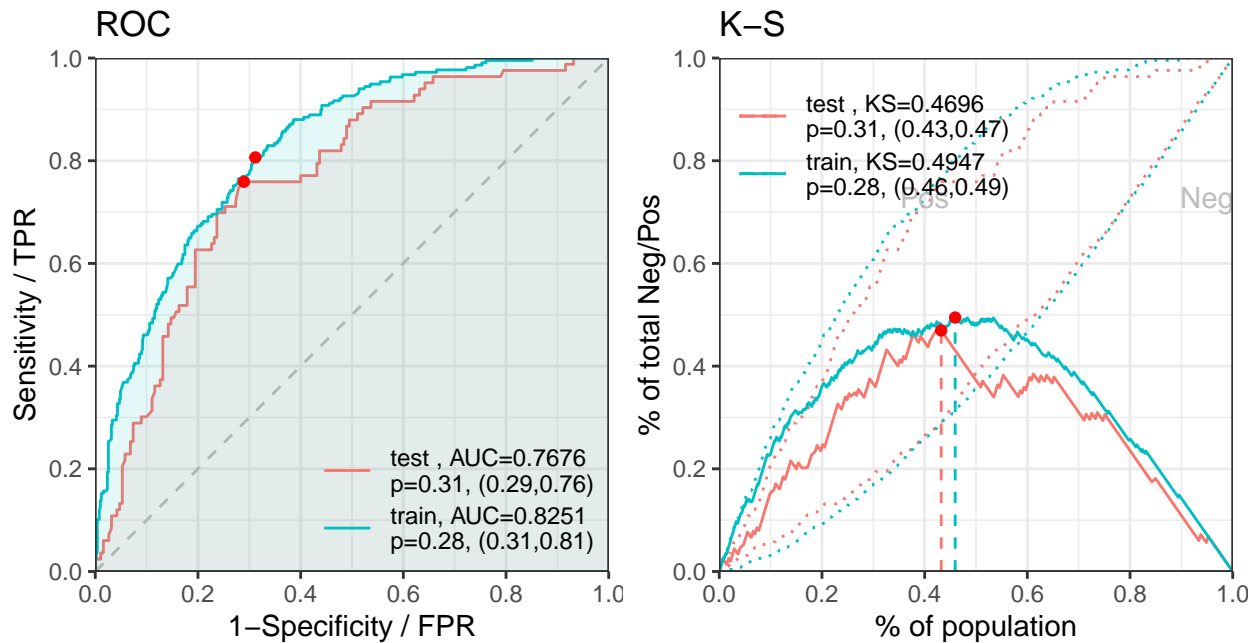 ROC
K−S
1.0
0.8
0.6
0.4
0.2
0.0
Sensitivity / TPR
test , AUC=0.7676
p=0.31, (0.29,0.76)
train, AUC=0.8251
p=0.28, (0.31,0.81)
0.0 0.2 0.4 0.6 0.8 1.0
1−Specificity / FPR
1.0
0.8
0.6
0.4
0.2
0.0
% of total Neg/Pos
test , KS=0.4696
p=0.31, (0.43,0.47)
train, KS=0.4947
p=0.28, (0.46,0.49)
Pos
Neg
0.0 0.2 0.4 0.6 0.8 1.0
% of population